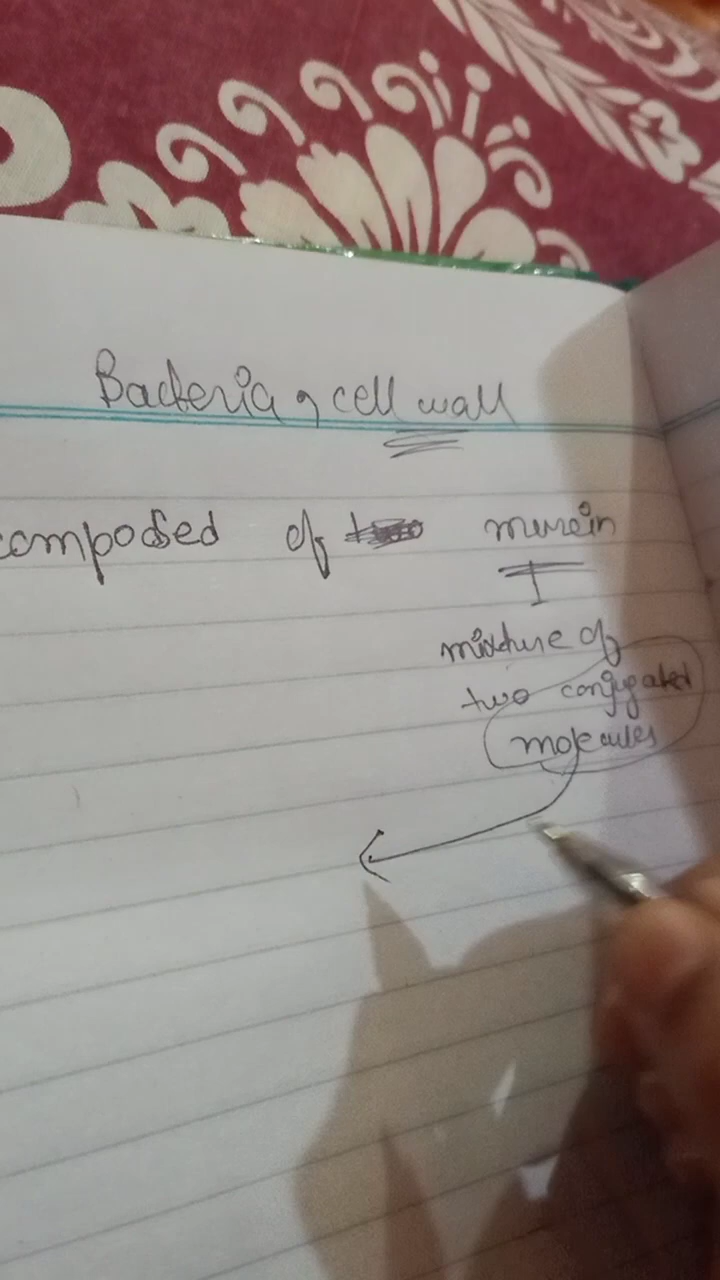 Bacteria, cell wall
composed of murein
mixture of
two conjugated
molecules